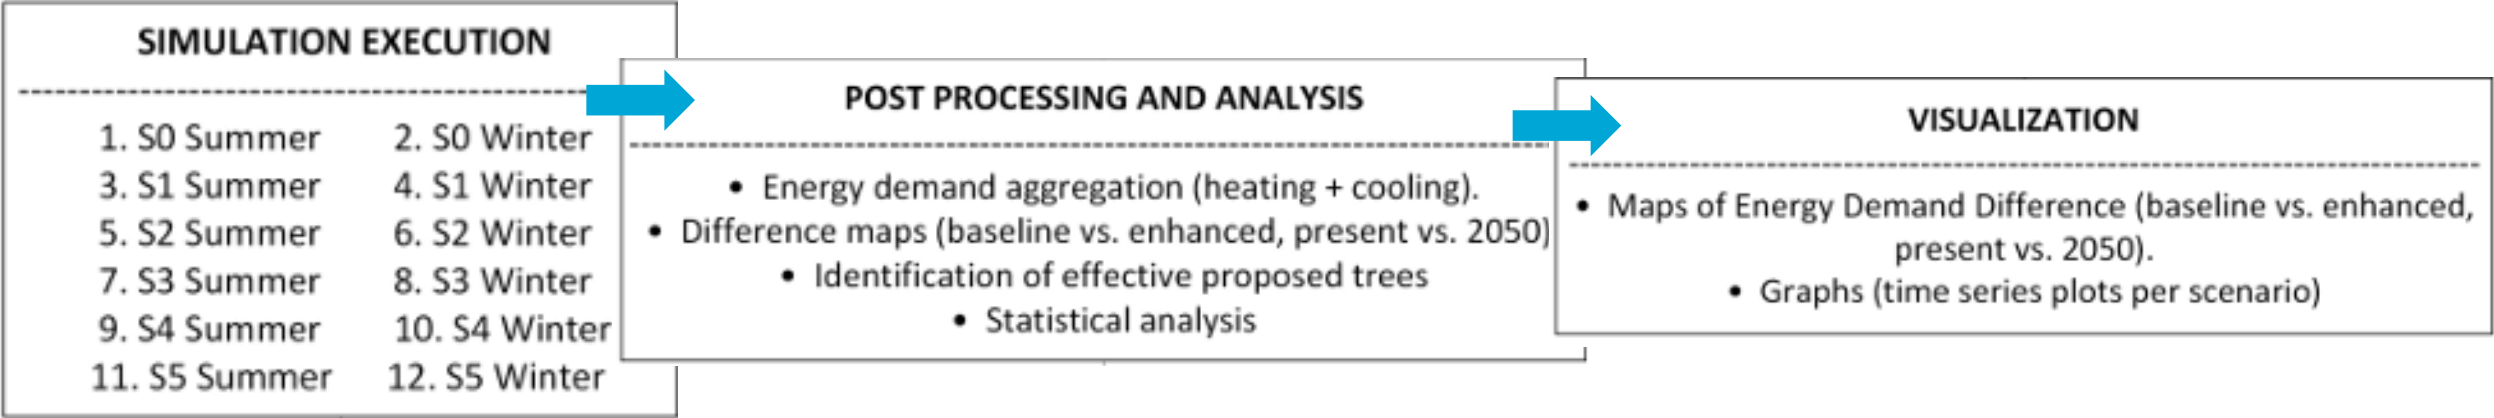 SIMULATION EXECUTION
1. S0 Summer 2. S0 Winter
3. S1 Summer 4. S1 Winter
5. S2 Summer 6. S2 Winter
7. S3 Summer 8. S3 Winter
9. S4 Summer 10. S4 Winter
11. S5 Summer 12. S5 Winter
POST PROCESSING AND ANALYSIS
• Energy demand aggregation (heating + cooling).
• Difference maps (baseline vs. enhanced, present vs. 2050)
• Identification of effective proposed trees
• Statistical analysis
VISUALIZATION
• Maps of Energy Demand Difference (baseline vs. enhanced,
present vs. 2050).
• Graphs (time series plots per scenario)